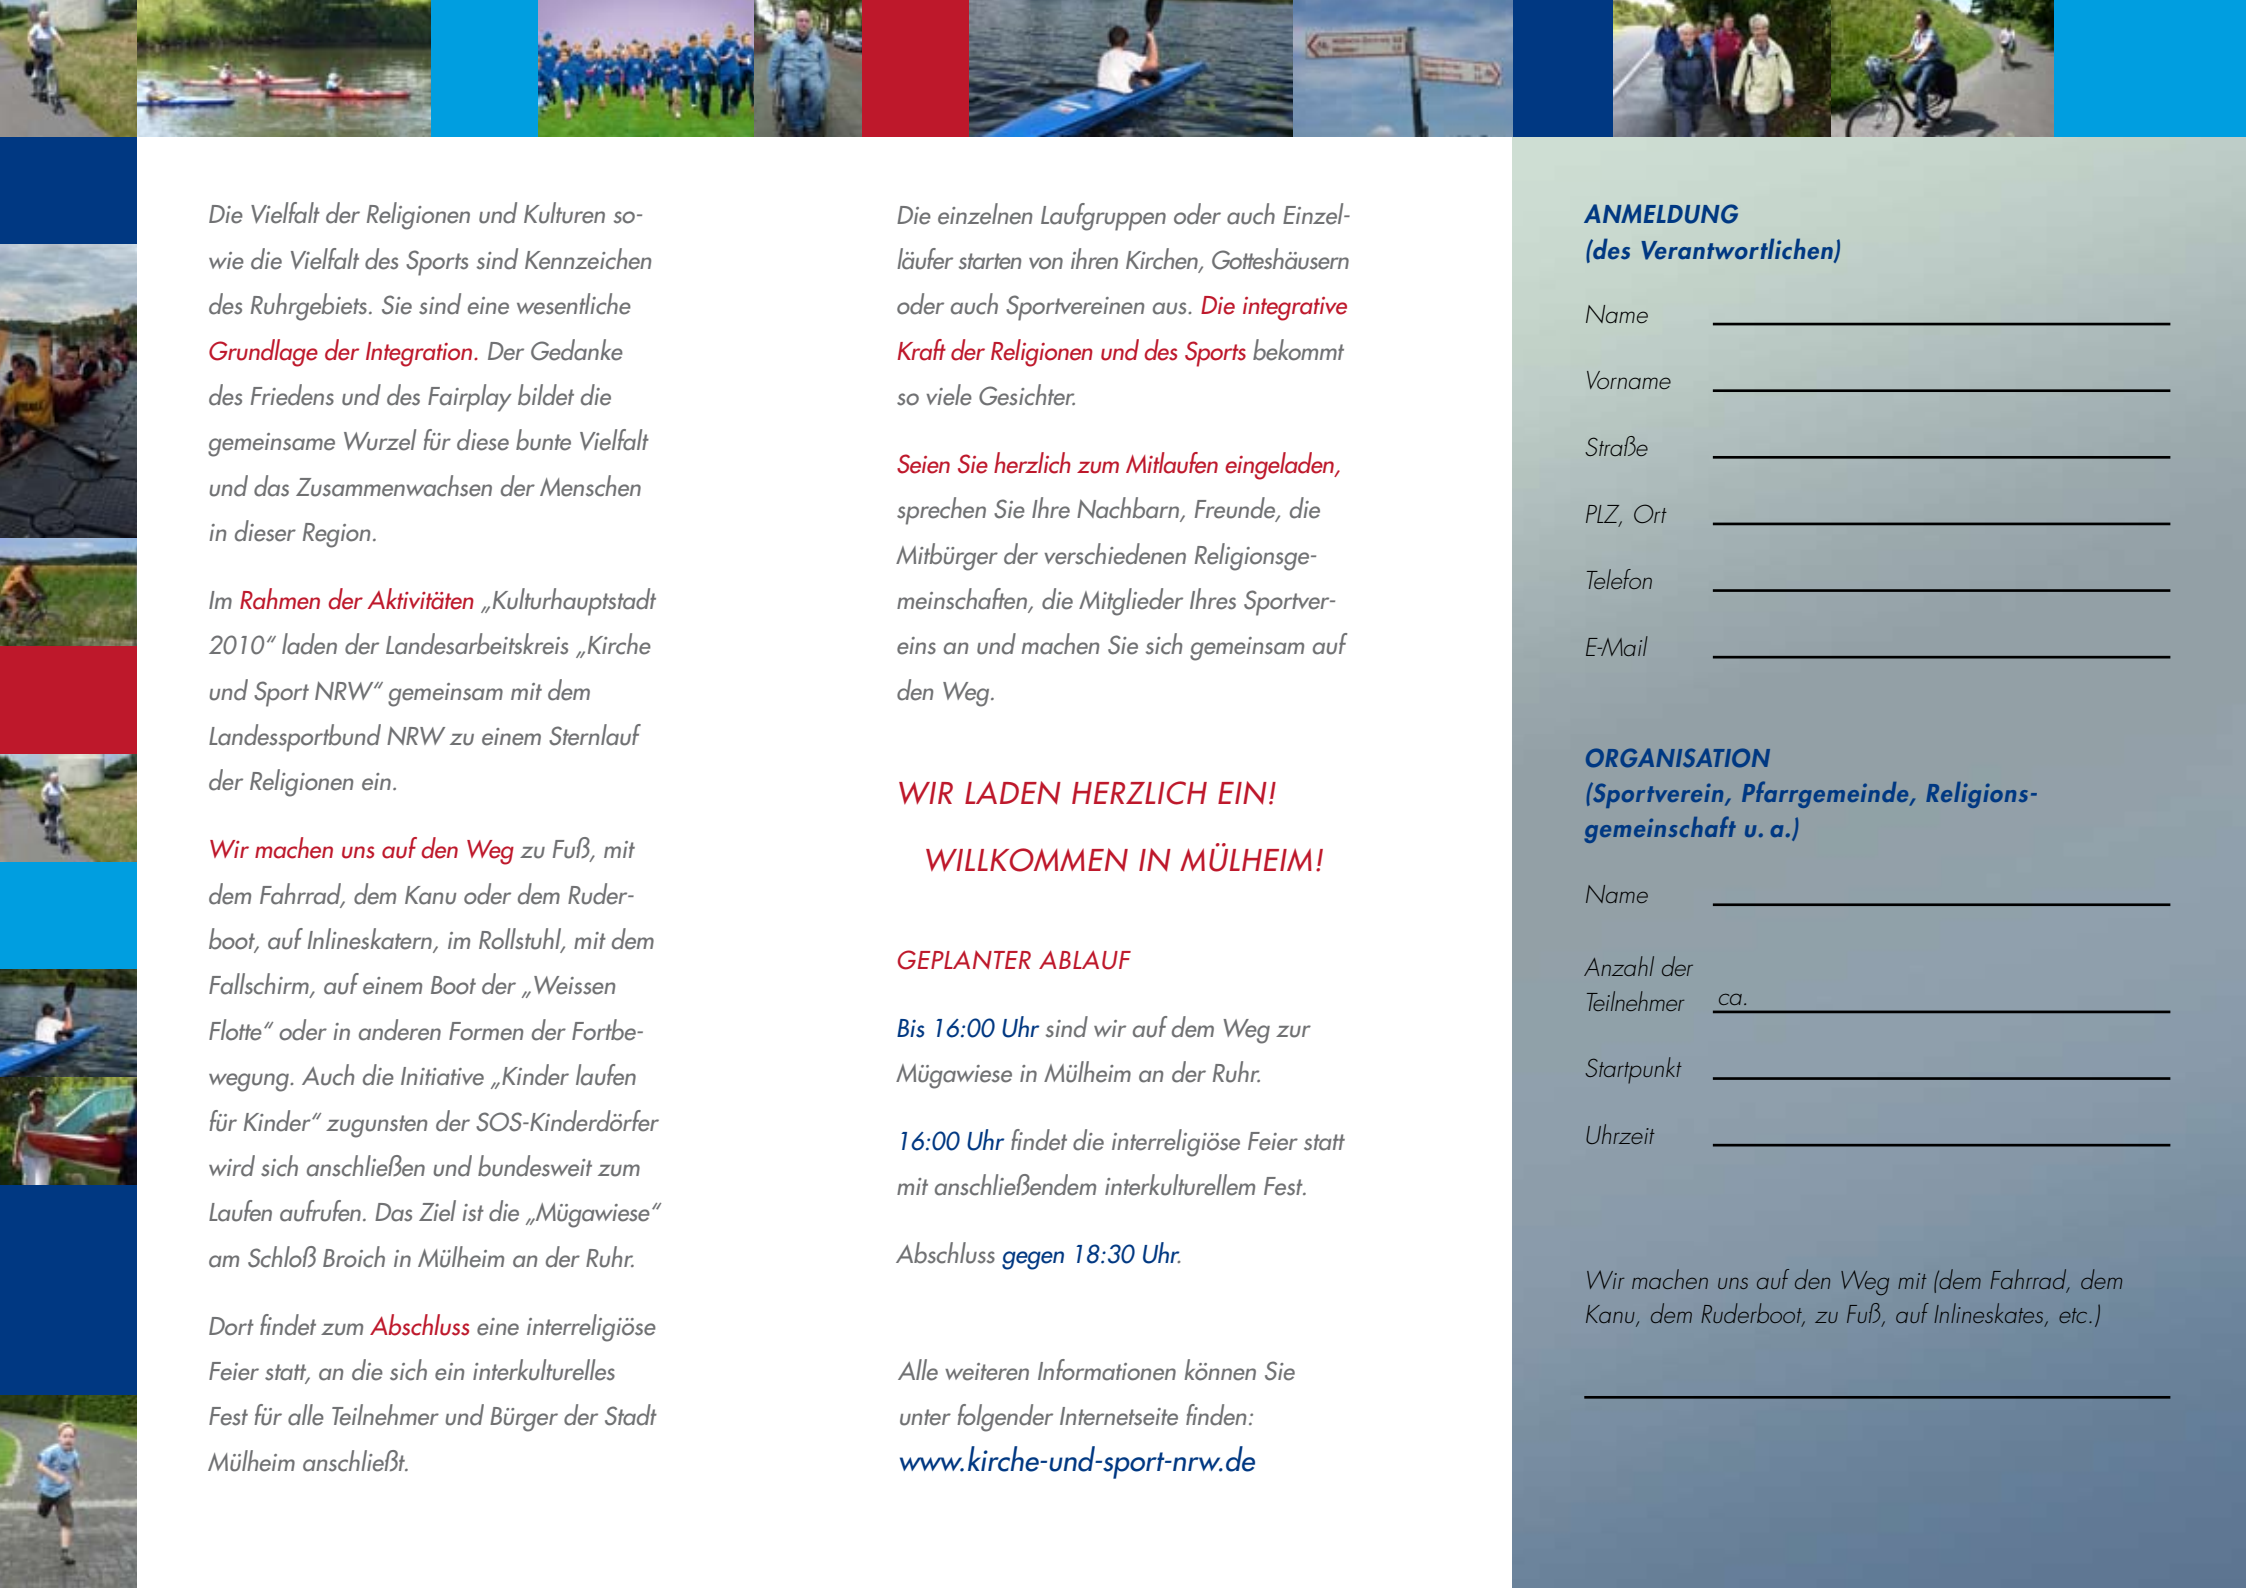 Die Vielfalt der Religionen und Kulturen so-
wie die Vielfalt des Sports sind Kennzeichen
des Ruhrgebiets. Sie sind eine wesentliche
Grundlage der Integration. Der Gedanke
des Friedens und des Fairplay bildet die
gemeinsame Wurzel für diese bunte Vielfalt
und das Zusammenwachsen der Menschen
in dieser Region.
Im Rahmen der Aktivitäten „Kulturhauptstadt
2010“ laden der Landesarbeitskreis „Kirche
und Sport NRW“ gemeinsam mit dem
Landessportbund NRW zu einem Sternlauf
der Religionen ein.
Wir machen uns auf den Weg zu Fuß, mit
dem Fahrrad, dem Kanu oder dem Ruder-
boot, auf Inlineskatern, im Rollstuhl, mit dem
Fallschirm, auf einem Boot der „Weissen
Flotte“ oder in anderen Formen der Fortbe-
wegung. Auch die Initiative „Kinder laufen
für Kinder“ zugunsten der SOS-Kinderdörfer
wird sich anschließen und bundesweit zum
Laufen aufrufen. Das Ziel ist die „Mügawiese“
am Schloß Broich in Mülheim an der Ruhr.
Dort findet zum Abschluss eine interreligiöse
Feier statt, an die sich ein interkulturelles
Fest für alle Teilnehmer und Bürger der Stadt
Mülheim anschließt.
Die einzelnen Laufgruppen oder auch Einzel-
läufer starten von ihren Kirchen, Gotteshäusern
oder auch Sportvereinen aus. Die integrative
Kraft der Religionen und des Sports bekommt
so viele Gesichter.
Seien Sie herzlich zum Mitlaufen eingeladen,
sprechen Sie Ihre Nachbarn, Freunde, die
Mitbürger der verschiedenen Religionsge-
meinschaften, die Mitglieder Ihres Sportver-
eins an und machen Sie sich gemeinsam auf
den Weg.
WIR LADEN HERZLICH EIN!
WILLKOMMEN IN MÜLHEIM!
GEPLANTER ABLAUF
Bis 16:00 Uhr sind wir auf dem Weg zur
Mügawiese in Mülheim an der Ruhr.
16:00 Uhr findet die interreligiöse Feier statt
mit anschließendem interkulturellem Fest.
Abschluss gegen 18:30 Uhr.
Alle weiteren Informationen können Sie
unter folgender Internetseite finden:
www.kirche-und-sport-nrw.de
ANMELDUNG
(des Verantwortlichen)
Name
Vorname
Straße
PLZ, Ort
Telefon
E-Mail
ORGANISATION
(Sportverein, Pfarrgemeinde, Religions-
gemeinschaft u. a.)
Name
Anzahl der
Teilnehmer ca.
Startpunkt
Uhrzeit
Wir machen uns auf den Weg mit (dem Fahrrad, dem
Kanu, dem Ruderboot, zu Fuß, auf Inlineskates, etc.)